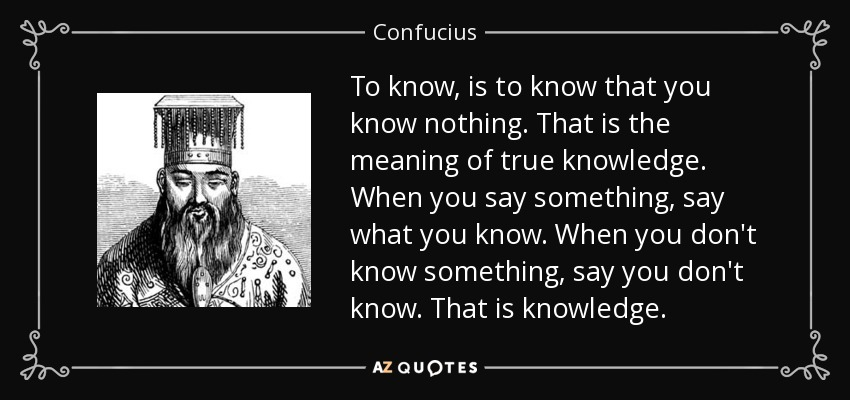 Confucius
To know, is to know that you
know nothing. That is the
meaning of true knowledge.
When you say something, say
what you know. When you don't
know something, say you don't
know. That is knowledge.
AZ QUOTES